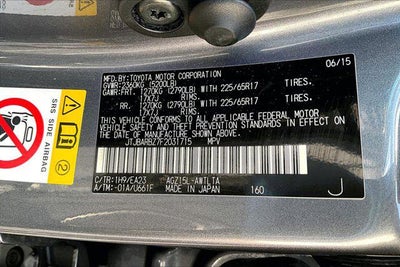 MFD.BY:TOYOTA MOTOR CORPORATION 06/15
GVWR:2360KG (5200LB)
GAWR:FRT. 1270KG (2790LB) WITH 225/65R17 TIRES.
17X7J RIMS.
RR. 1270KG (2790LB) WITH 225/65R17 TIRES.
17X7J RIMS.
THIS VEHICLE CONFORMS TO ALL APPLICABLE FEDERAL MOTOR
VEHICLE SAFETY AND THEFT PREVENTION STANDARDS IN EFFECT
ON THE DATE OF MANUFACTURE SHOWN ABOVE.
JTJBARBZ7F2031715 MPV
C/TR:1H9/EA23 AGZ15L-AWTLTA
A/TM:-01A/U661F MADE IN JAPAN 160 J
SRS SIDE
AIRBAG